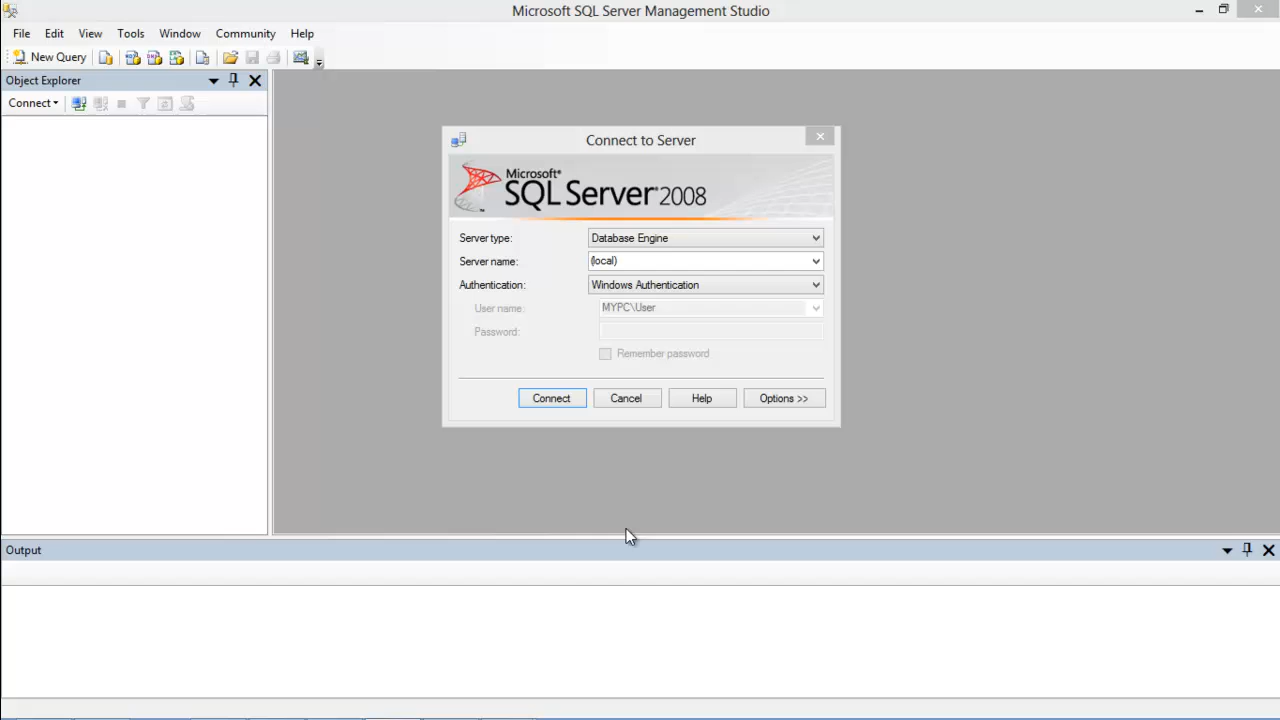 Microsoft SQL Server Management Studio
File Edit View Tools Window Community Help
New Query
Object Explorer
Connect
Connect to Server
Microsoft®
SQL Server® 2008
Server type: Database Engine
Server name: (local)
Authentication: Windows Authentication
User name: MYPC\User
Password:
Remember password
Connect Cancel Help Options >>
Output